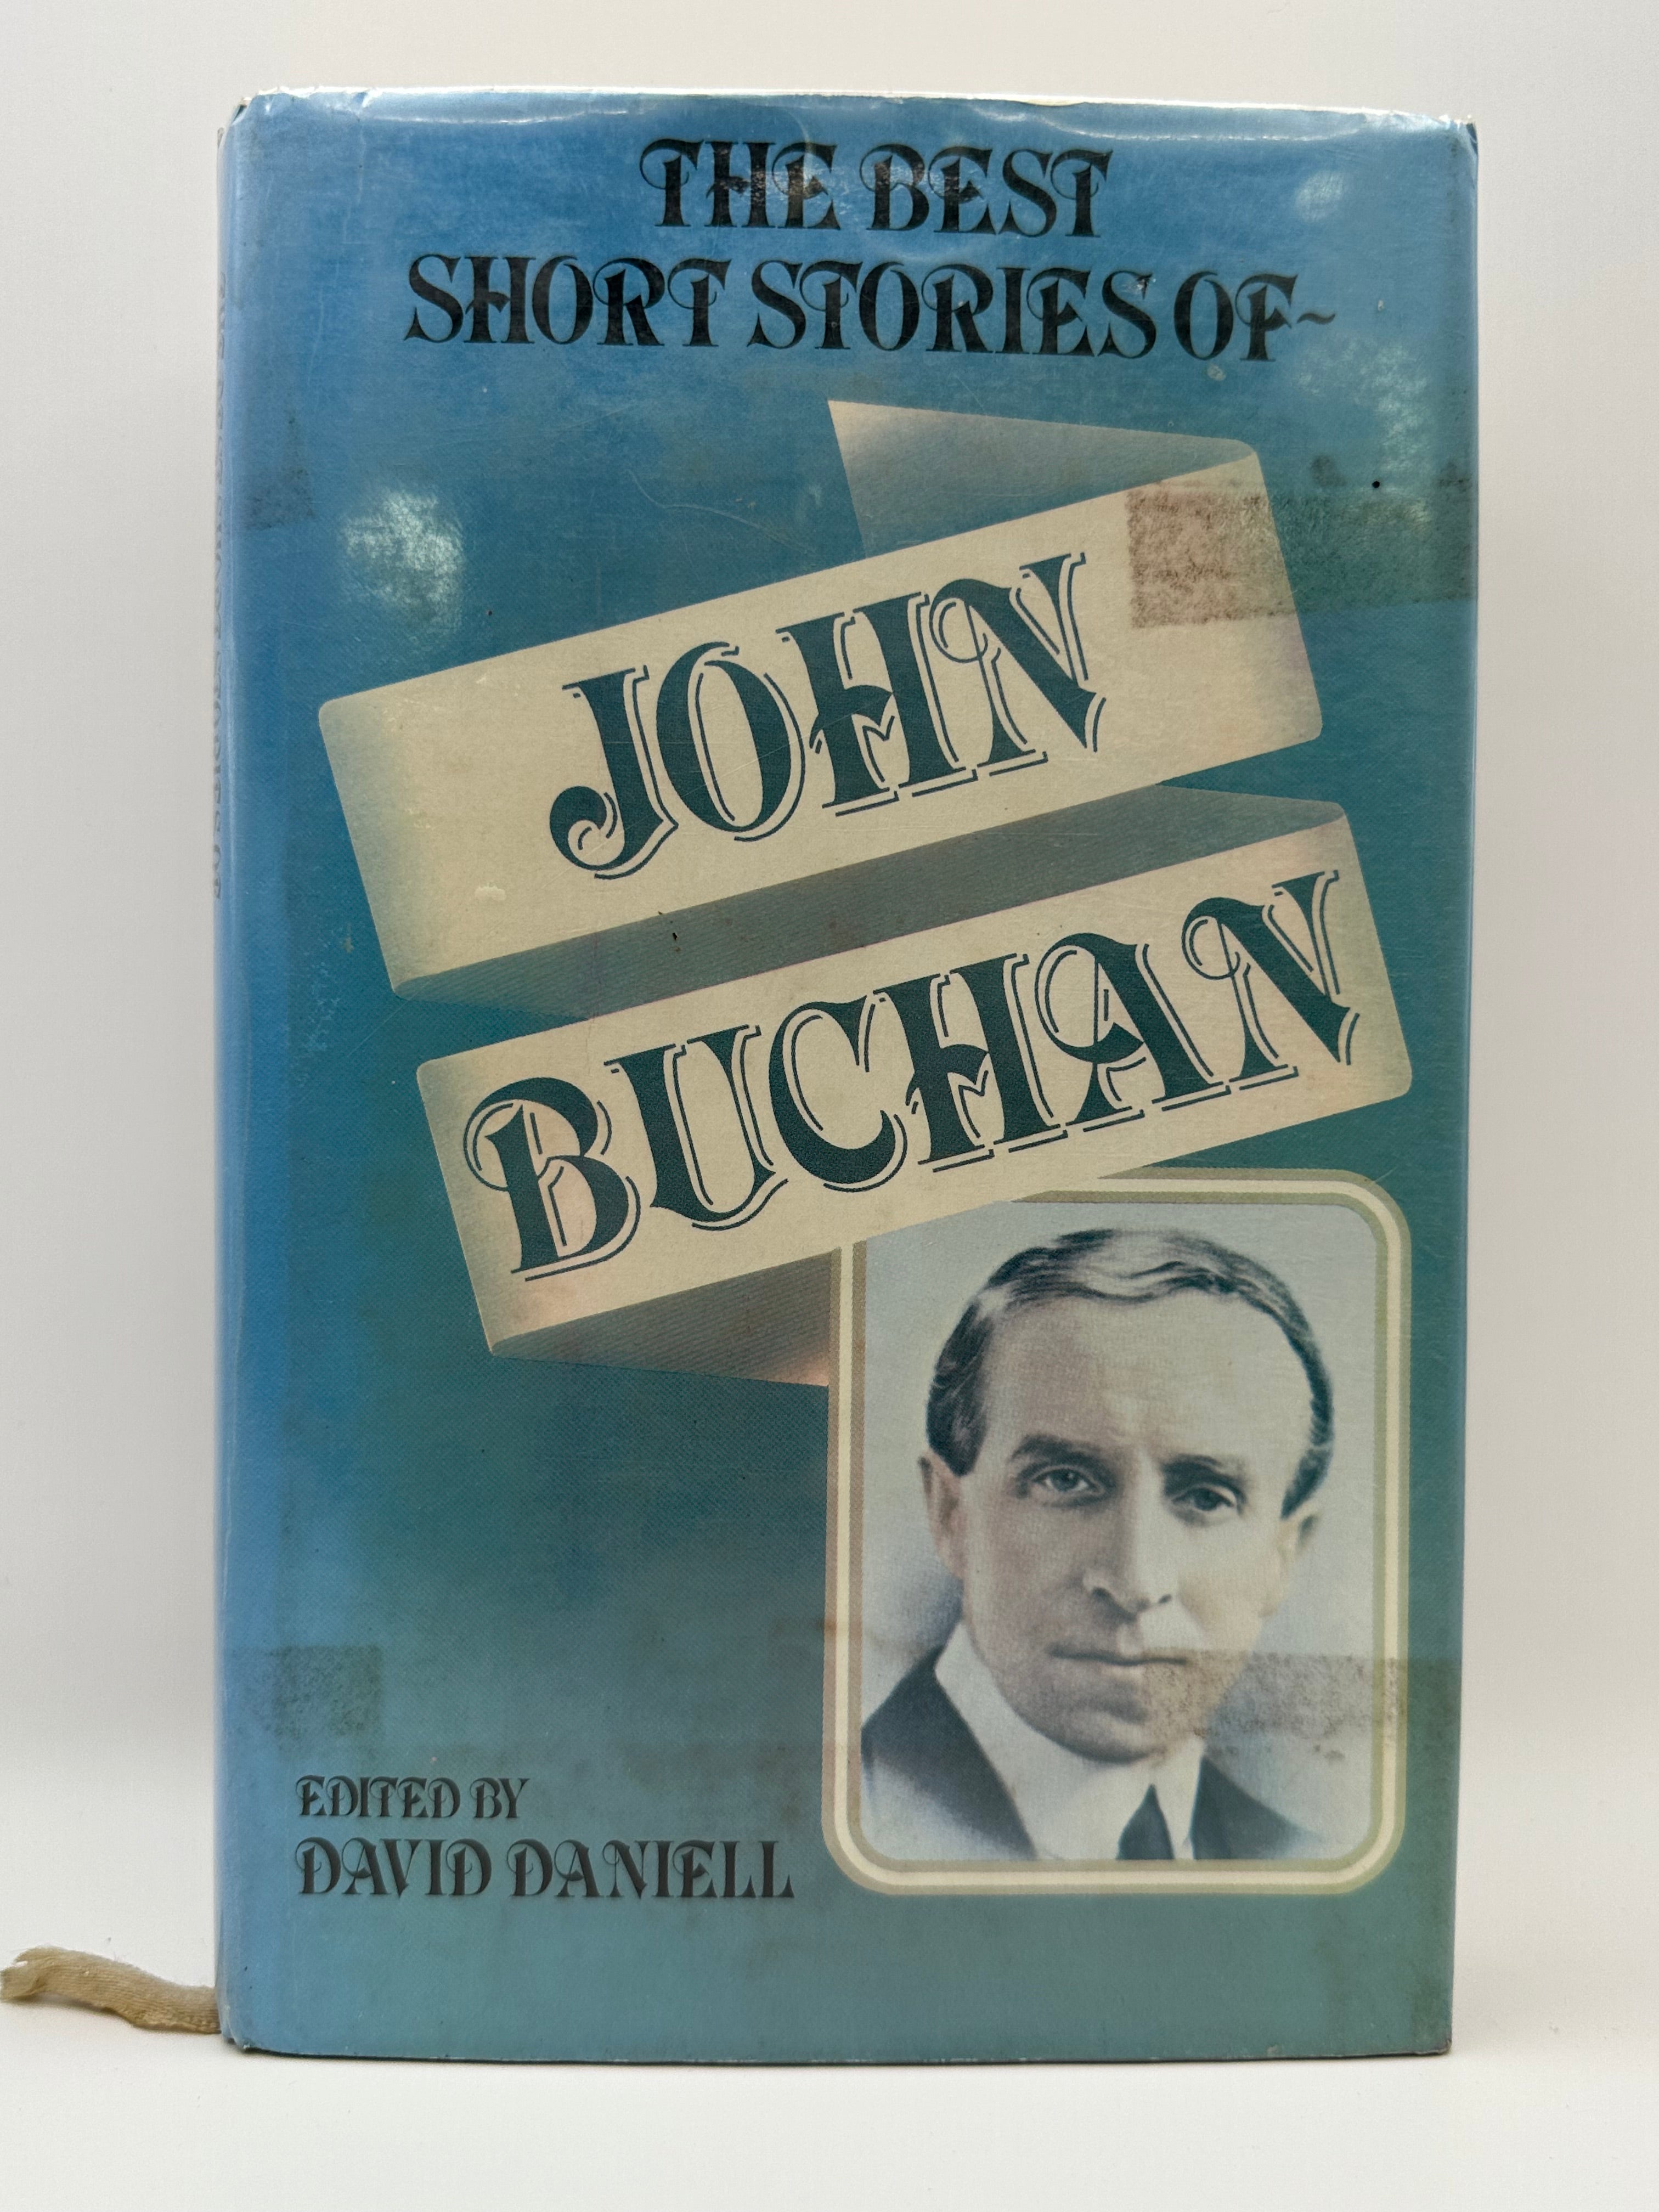 THE BEST
SHORT STORIES OF~
JOHN
BUCHAN
EDITED BY
DAVID DANIELL